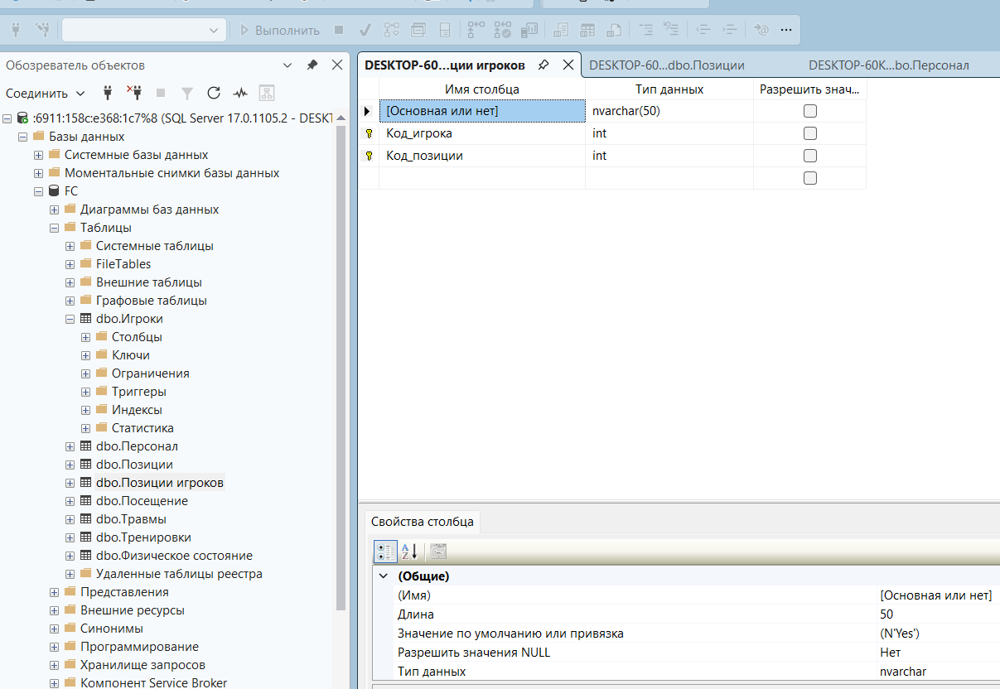 Выполнить
Обозреватель объектов
Соединить
:6911:158c:e368:1c7%8 (SQL Server 17.0.1105.2 - DESKT
Базы данных
Системные базы данных
Моментальные снимки базы данных
FC
Диаграммы баз данных
Таблицы
Системные таблицы
FileTables
Внешние таблицы
Графовые таблицы
dbo.Игроки
Столбцы
Ключи
Ограничения
Триггеры
Индексы
Статистика
dbo.Персонал
dbo.Позиции
dbo.Позиции игроков
dbo.Посещение
dbo.Травмы
dbo.Тренировки
dbo.Физическое состояние
Удаленные таблицы реестра
Представления
Внешние ресурсы
Синонимы
Программирование
Хранилище запросов
Компонент Service Broker
DESKTOP-60...ции игроков
DESKTOP-60...dbo.Позиции
DESKTOP-60K...bo.Персонал
Имя столбца Тип данных Разрешить знач...
[Основная или нет] nvarchar(50)
Код_игрока int
Код_позиции int
Свойства столбца
(Общие)
(Имя) [Основная или нет]
Длина 50
Значение по умолчанию или привязка (N'Yes')
Разрешить значения NULL Нет
Тип данных nvarchar